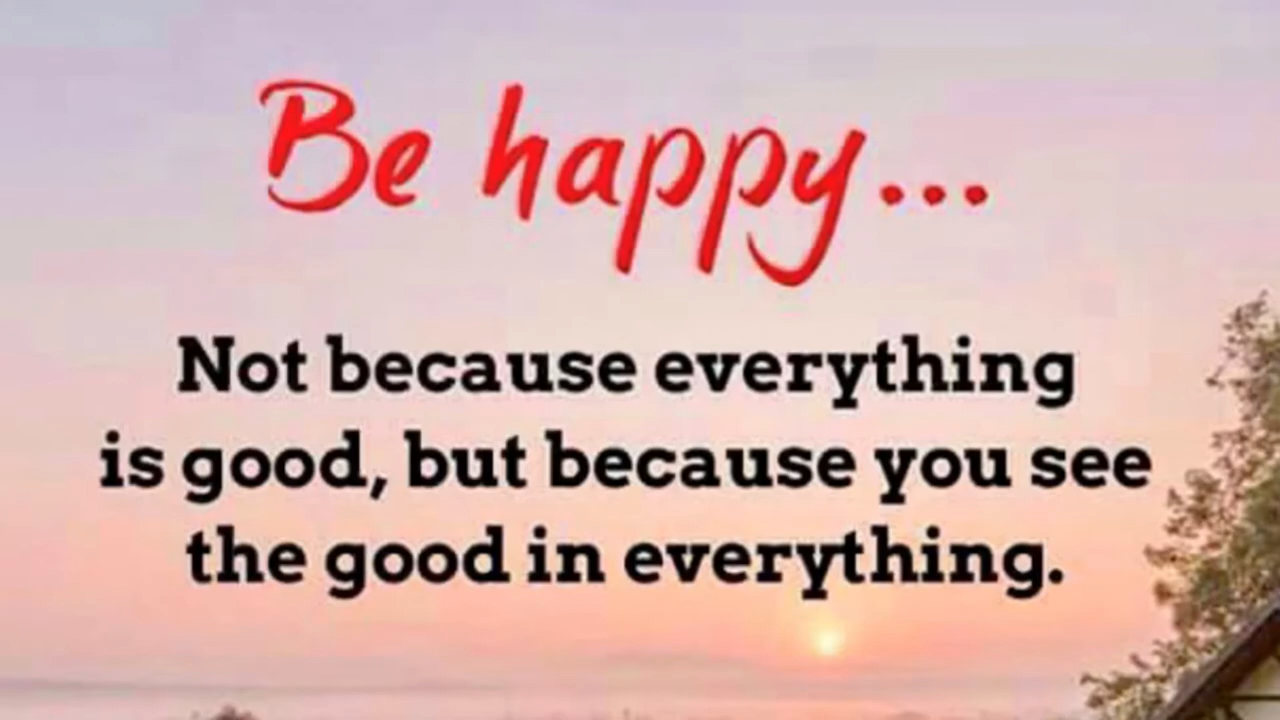 Be happy...
Not because everything
is good, but because you see
the good in everything.